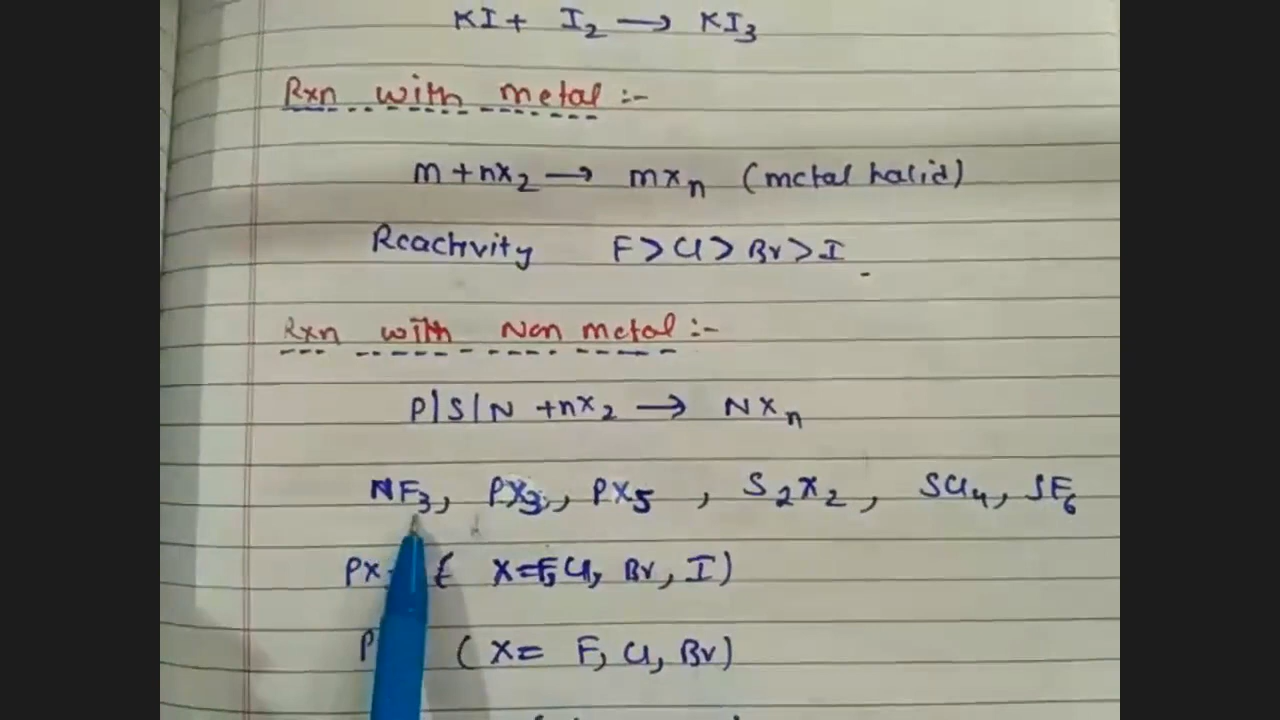 KI + I₂ → KI₃
Rxn with metal :-
m + nx₂ → mxₙ (metal halid)
Reactivity F > Cl > Br > I
Rxn with Non metal :-
P|S|N + nx₂ → Nxₙ
NF₃, PX₃, PX₅, S₂X₂, SCl₄, SF₆
PX ( X = F, Cl, Br, I )
P ( X = F, Cl, Br )